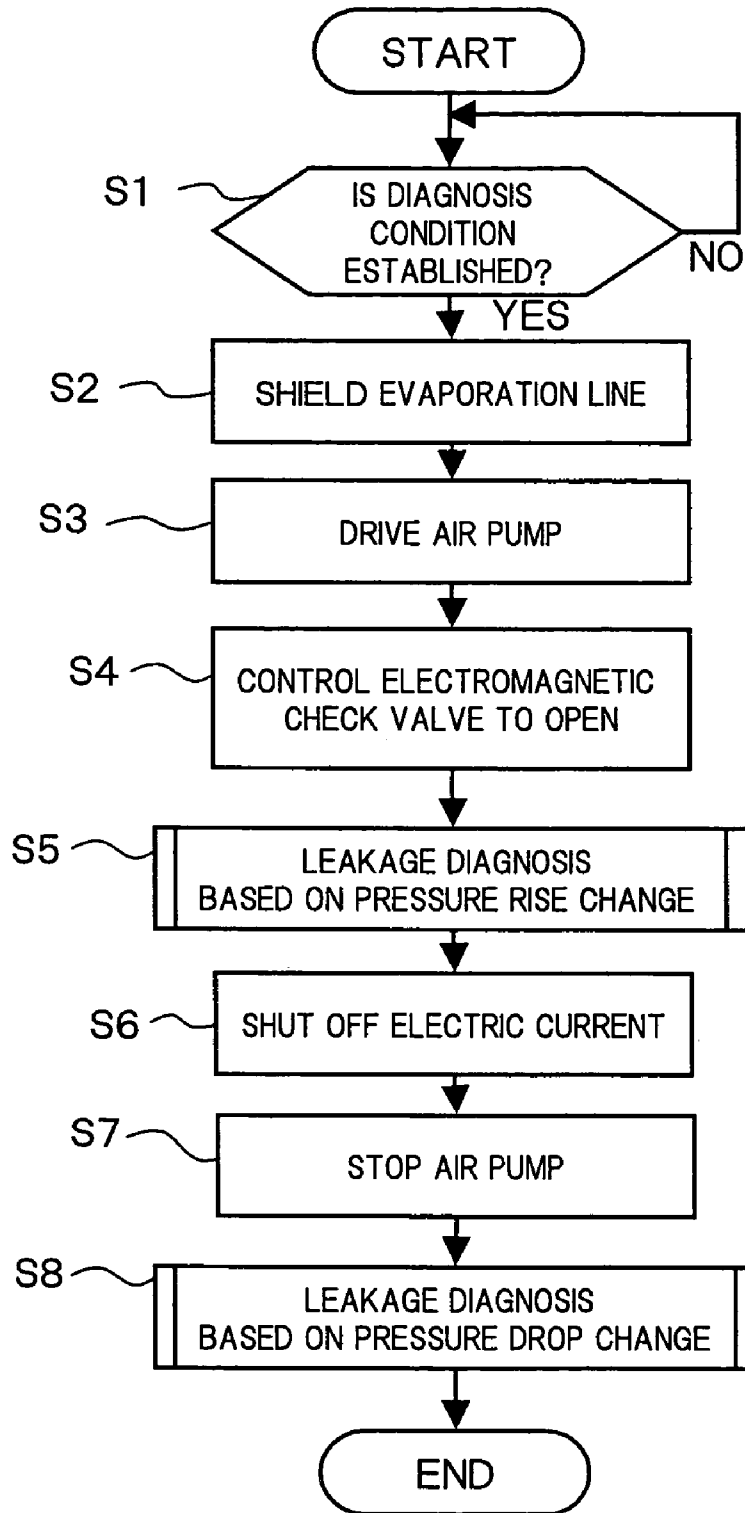 START
S1
IS DIAGNOSIS
CONDITION
ESTABLISHED?
NO
YES
S2
SHIELD EVAPORATION LINE
S3
DRIVE AIR PUMP
S4
CONTROL ELECTROMAGNETIC
CHECK VALVE TO OPEN
S5
LEAKAGE DIAGNOSIS
BASED ON PRESSURE RISE CHANGE
S6
SHUT OFF ELECTRIC CURRENT
S7
STOP AIR PUMP
S8
LEAKAGE DIAGNOSIS
BASED ON PRESSURE DROP CHANGE
END